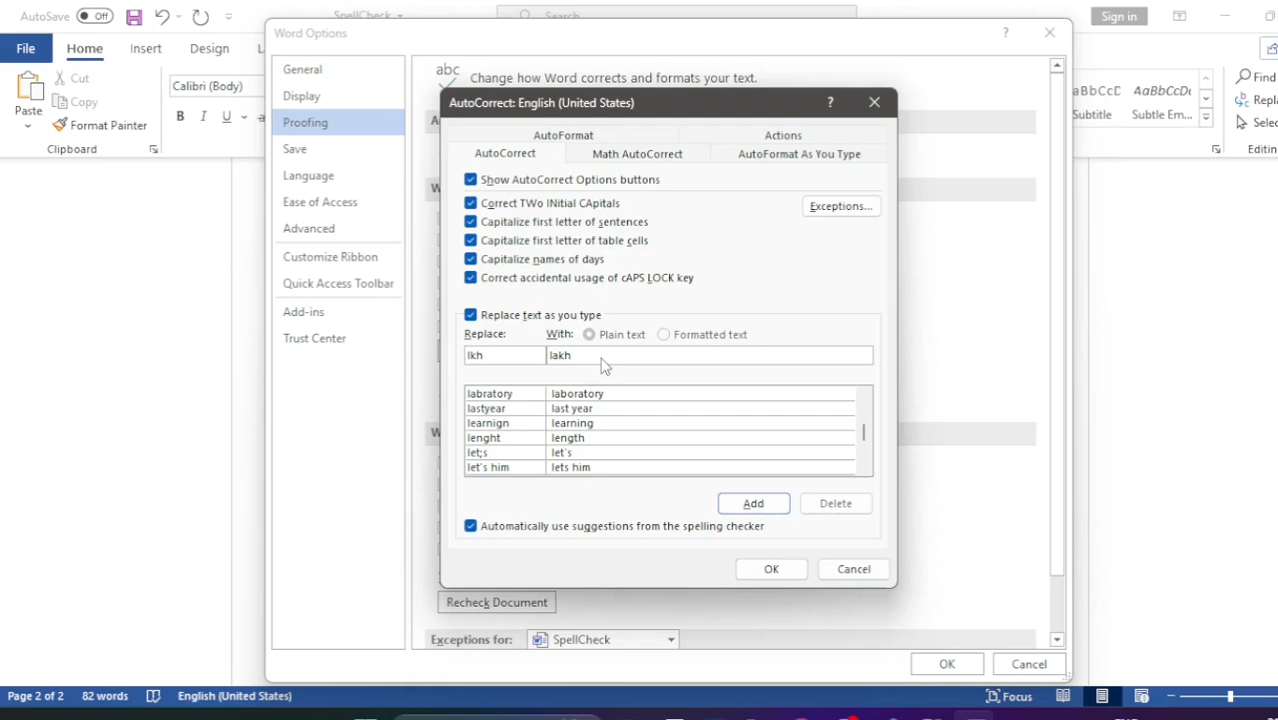 AutoSave Off SpellCheck Search Sign in
Word Options ?
File Home Insert Design
Cut
Copy
Paste Format Painter
Clipboard
Calibri (Body)
B I U
General
Display
Proofing
Save
Language
Ease of Access
Advanced
Customize Ribbon
Quick Access Toolbar
Add-ins
Trust Center
abc
Change how Word corrects and formats your text.
AutoCorrect: English (United States) ?
AutoFormat Actions
AutoCorrect Math AutoCorrect AutoFormat As You Type
Show AutoCorrect Options buttons
Correct TWo INitial CApitals Exceptions...
Capitalize first letter of sentences
Capitalize first letter of table cells
Capitalize names of days
Correct accidental usage of cAPS LOCK key
Replace text as you type
Replace: With: Plain text Formatted text
lkh lakh
labratory laboratory
lastyear last year
learnign learning
lenght length
let;s let's
let's him lets him
Add Delete
Automatically use suggestions from the spelling checker
OK Cancel
Recheck Document
Exceptions for: SpellCheck
OK Cancel
AaBbCcD AaBbCcD
Subtitle Subtle Em...
Find
Page 2 of 2 82 words English (United States) Focus